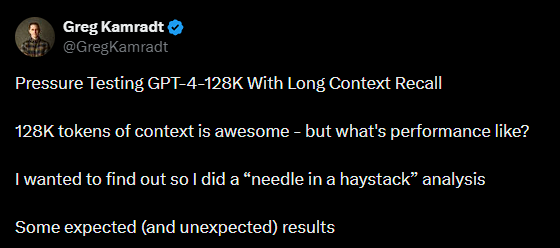 Greg Kamradt
@GregKamradt
Pressure Testing GPT-4-128K With Long Context Recall
128K tokens of context is awesome - but what's performance like?
I wanted to find out so I did a “needle in a haystack” analysis
Some expected (and unexpected) results